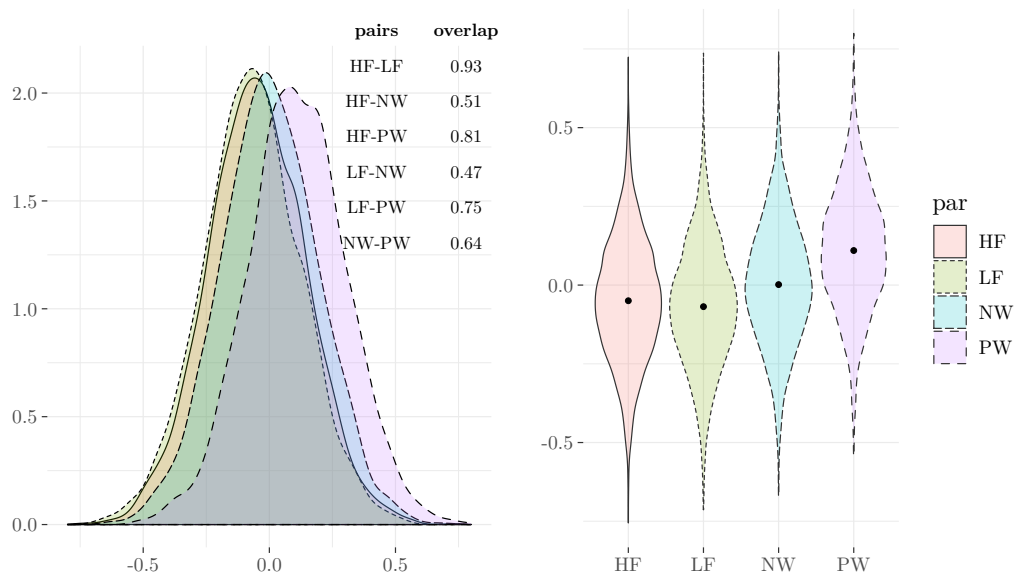 pairs overlap
HF-LF 0.93
HF-NW 0.51
HF-PW 0.81
LF-NW 0.47
LF-PW 0.75
NW-PW 0.64
2.0
1.5
1.0
0.5
0.0
-0.5 0.0 0.5
0.5
0.0
-0.5
HF LF NW PW
par
HF
LF
NW
PW